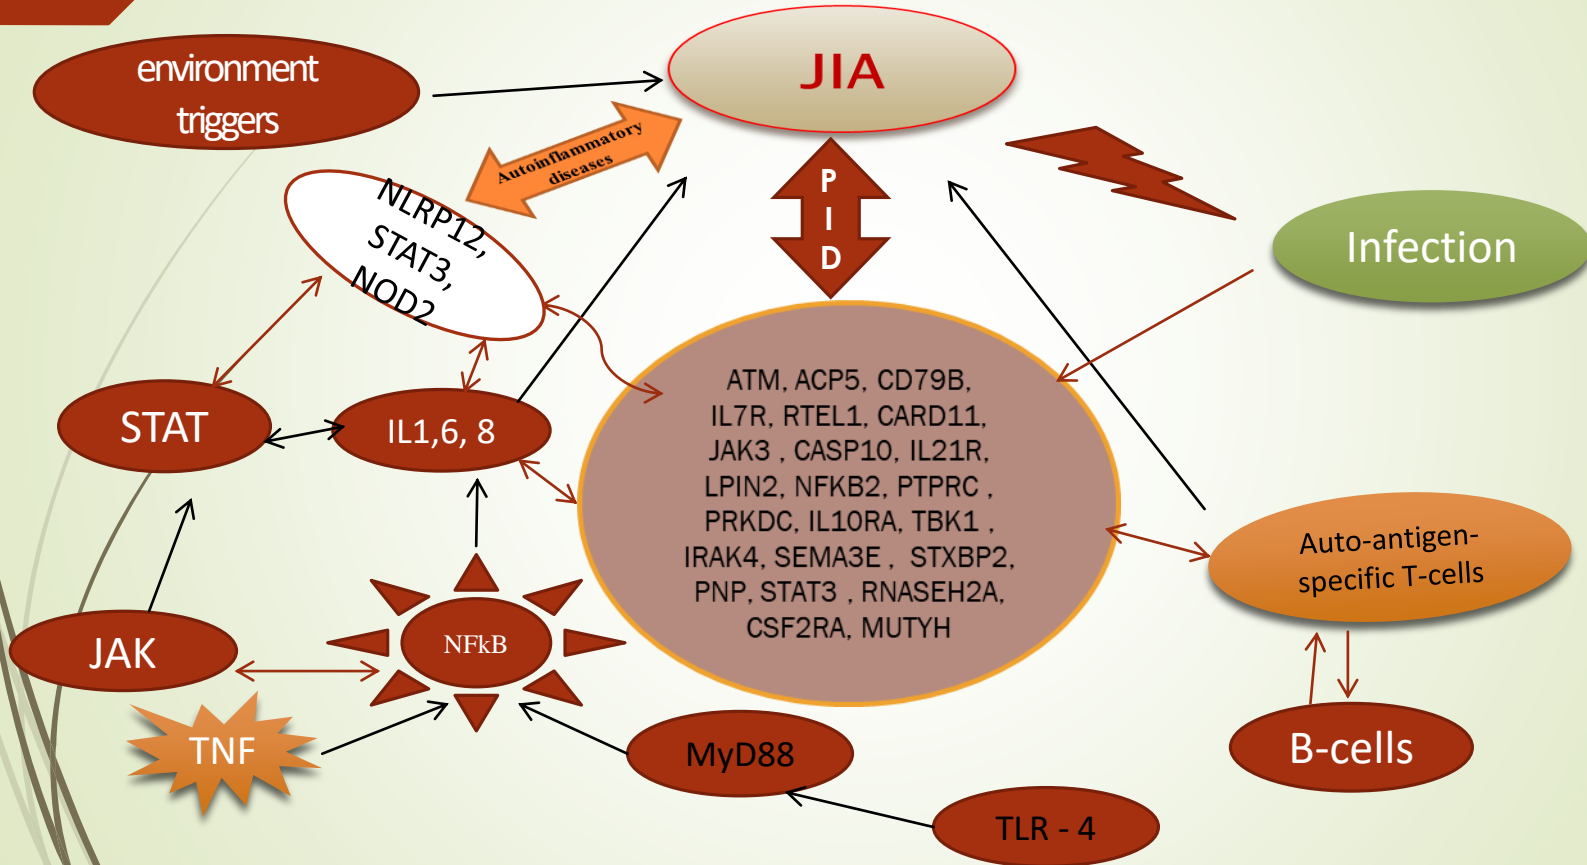 environment
triggers
JIA
Autoinflammatory
diseases
P
I
D
NLRP12,
STAT3,
NOD2
Infection
STAT
IL1,6, 8
ATM, ACP5, CD79B,
IL7R, RTEL1, CARD11,
JAK3 , CASP10, IL21R,
LPIN2, NFKB2, PTPRC ,
PRKDC, IL10RA, TBK1 ,
IRAK4, SEMA3E , STXBP2,
PNP, STAT3 , RNASEH2A,
CSF2RA, MUTYH
Auto-antigen-
specific T-cells
NFkB
JAK
TNF
MyD88
B-cells
TLR - 4